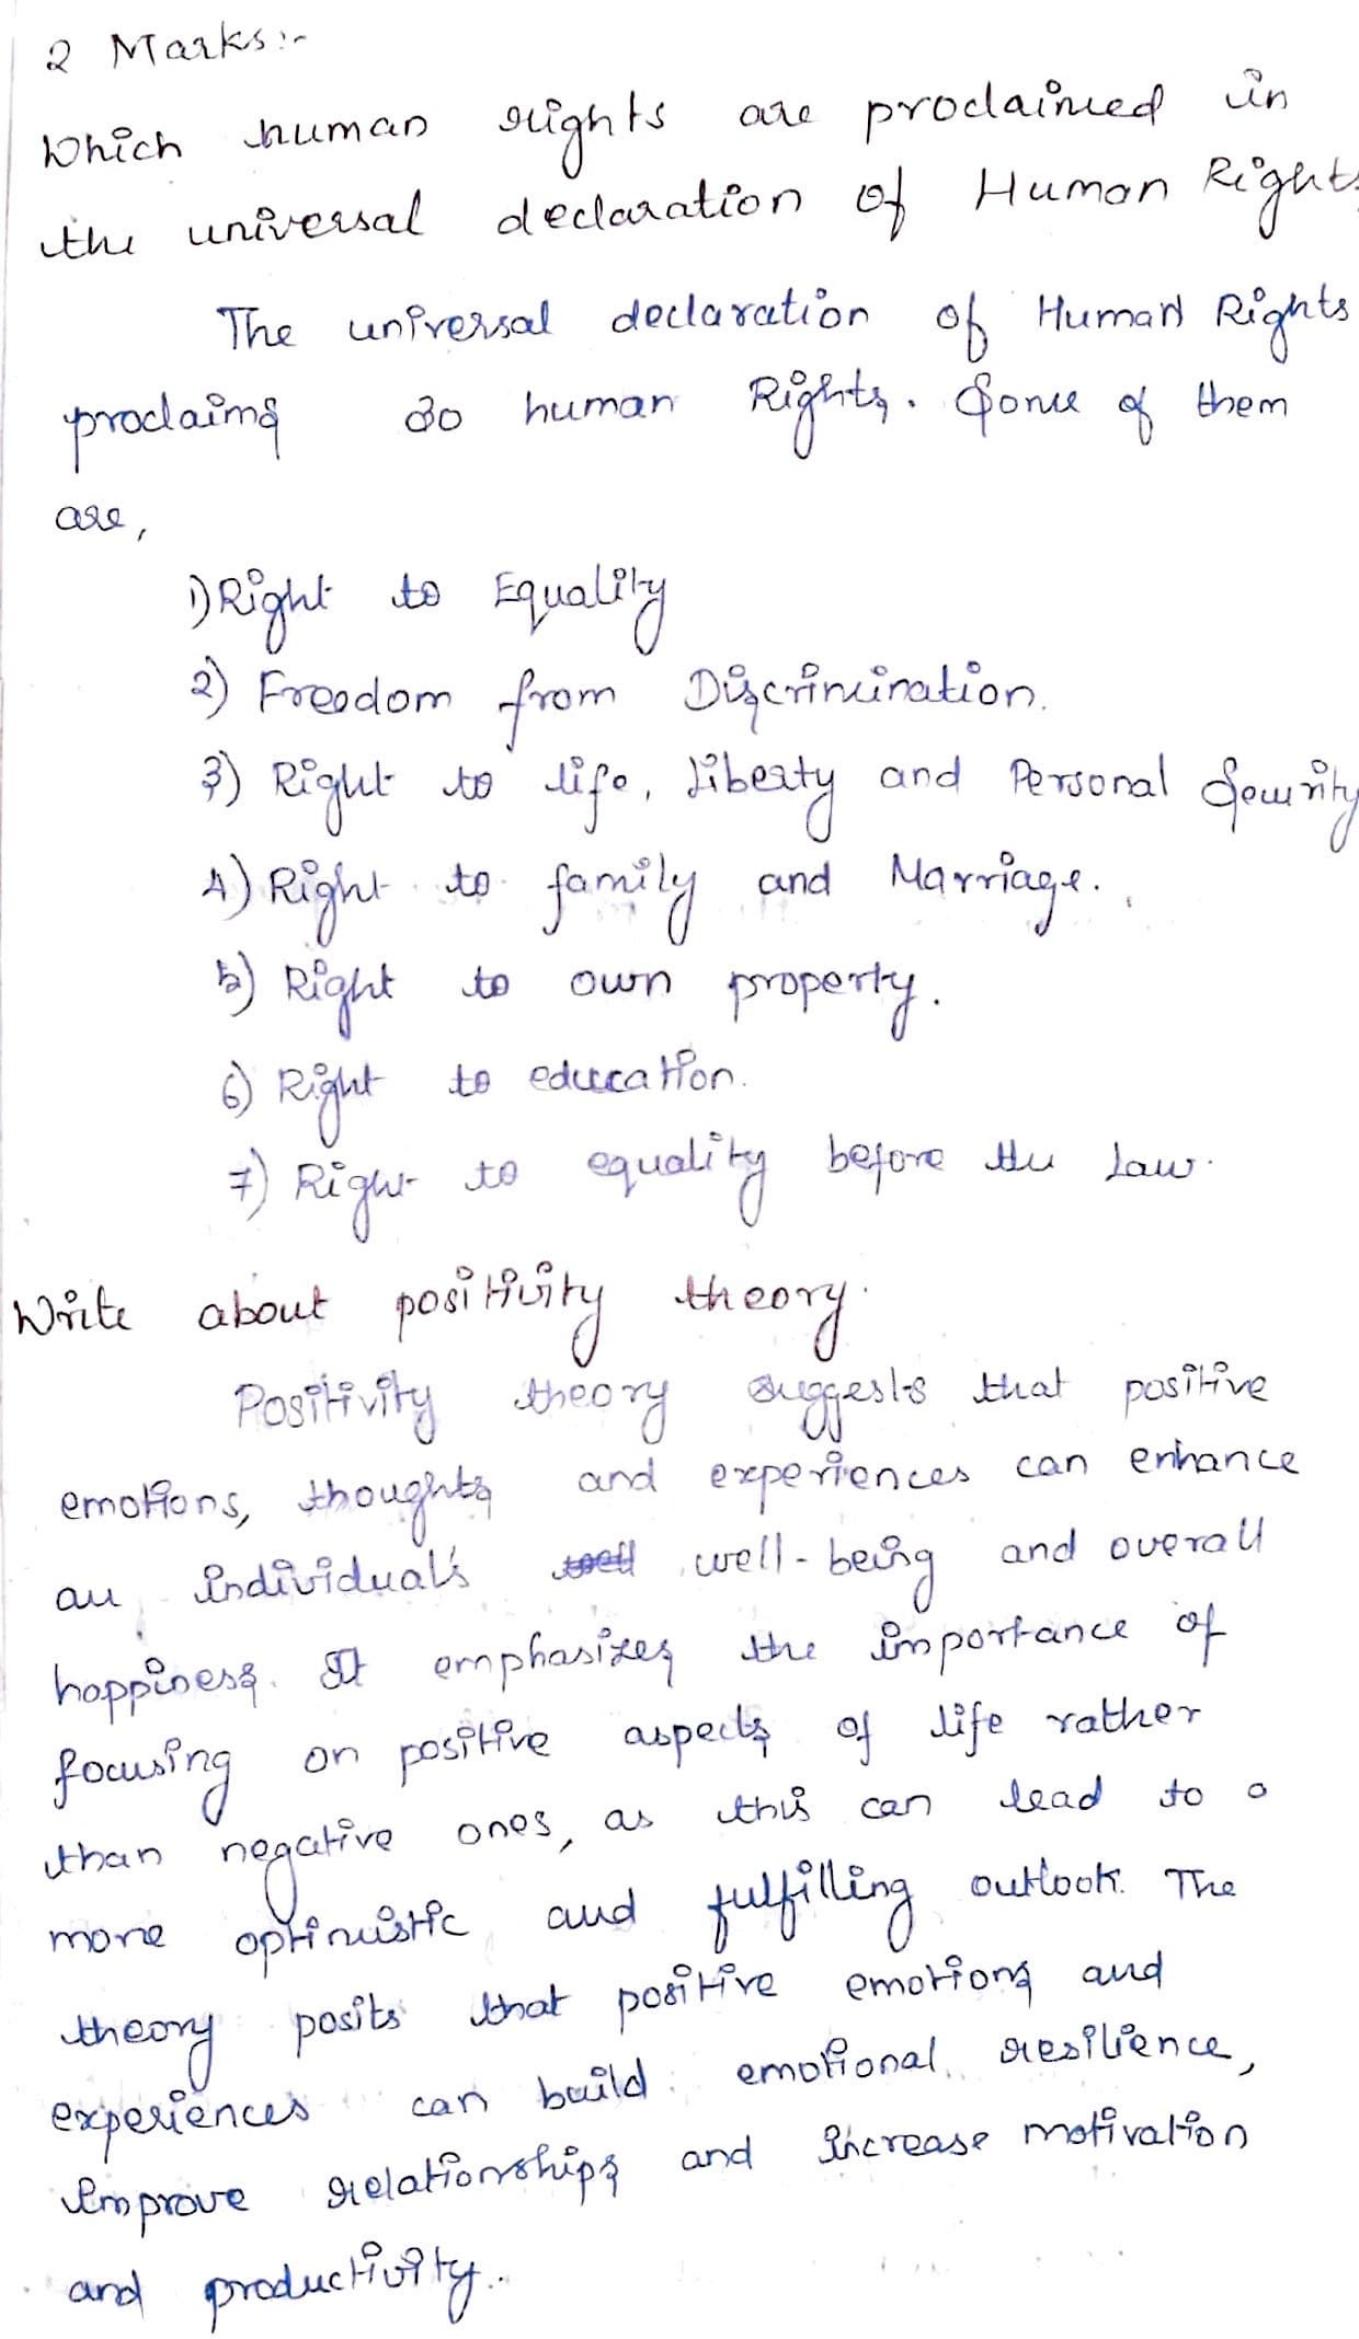 2 Marks:-
Which human rights are proclaimed in
the universal declaration of Human Rights
The universal declaration of Human Rights
proclaims 30 human Rights. Some of them
are,
1) Right to Equality
2) Freedom from Discrimination.
3) Right to life, liberty and Personal Security
4) Right to family and Marriage.
5) Right to own property.
6) Right to education.
7) Right to equality before the law.
Write about positivity theory.
Positivity theory suggests that positive
emotions, thoughts and experiences can enhance
an individual's well well-being and overall
happiness. It emphasizes the importance of
focusing on positive aspects of life rather
than negative ones, as this can lead to a
more optimistic and fulfilling outlook. The
theory posits that positive emotions and
experiences can build emotional resilience,
improve relationships and increase motivation
and productivity.